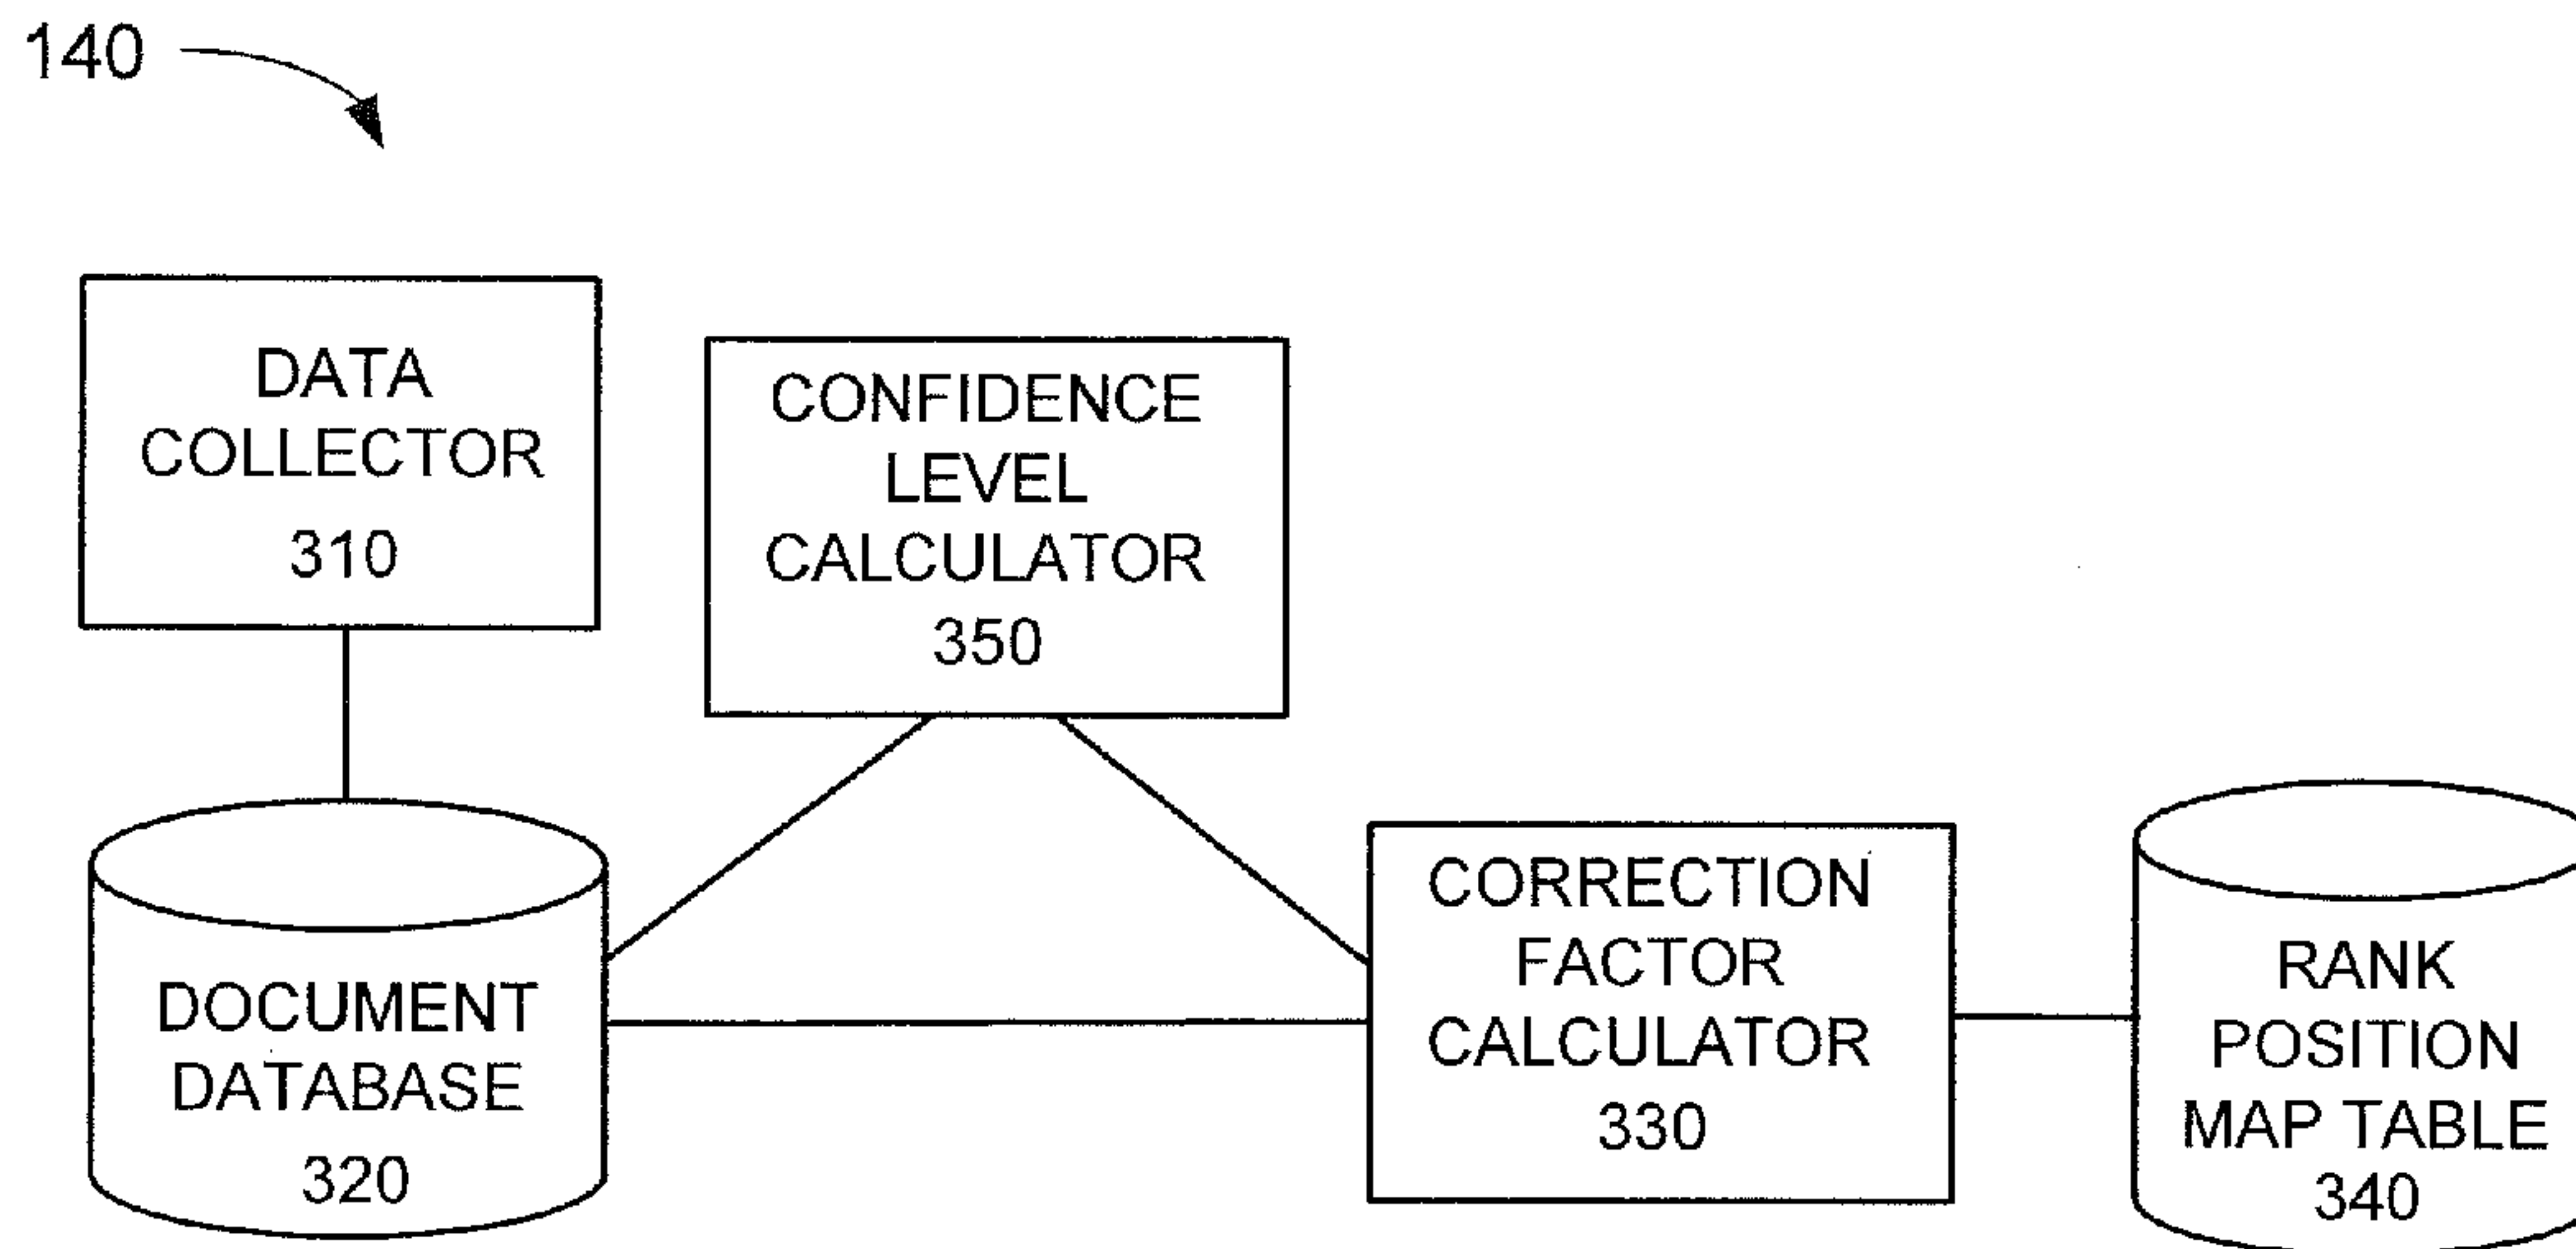 140
DATA
COLLECTOR
310
CONFIDENCE
LEVEL
CALCULATOR
350
DOCUMENT
DATABASE
320
CORRECTION
FACTOR
CALCULATOR
330
RANK
POSITION
MAP TABLE
340